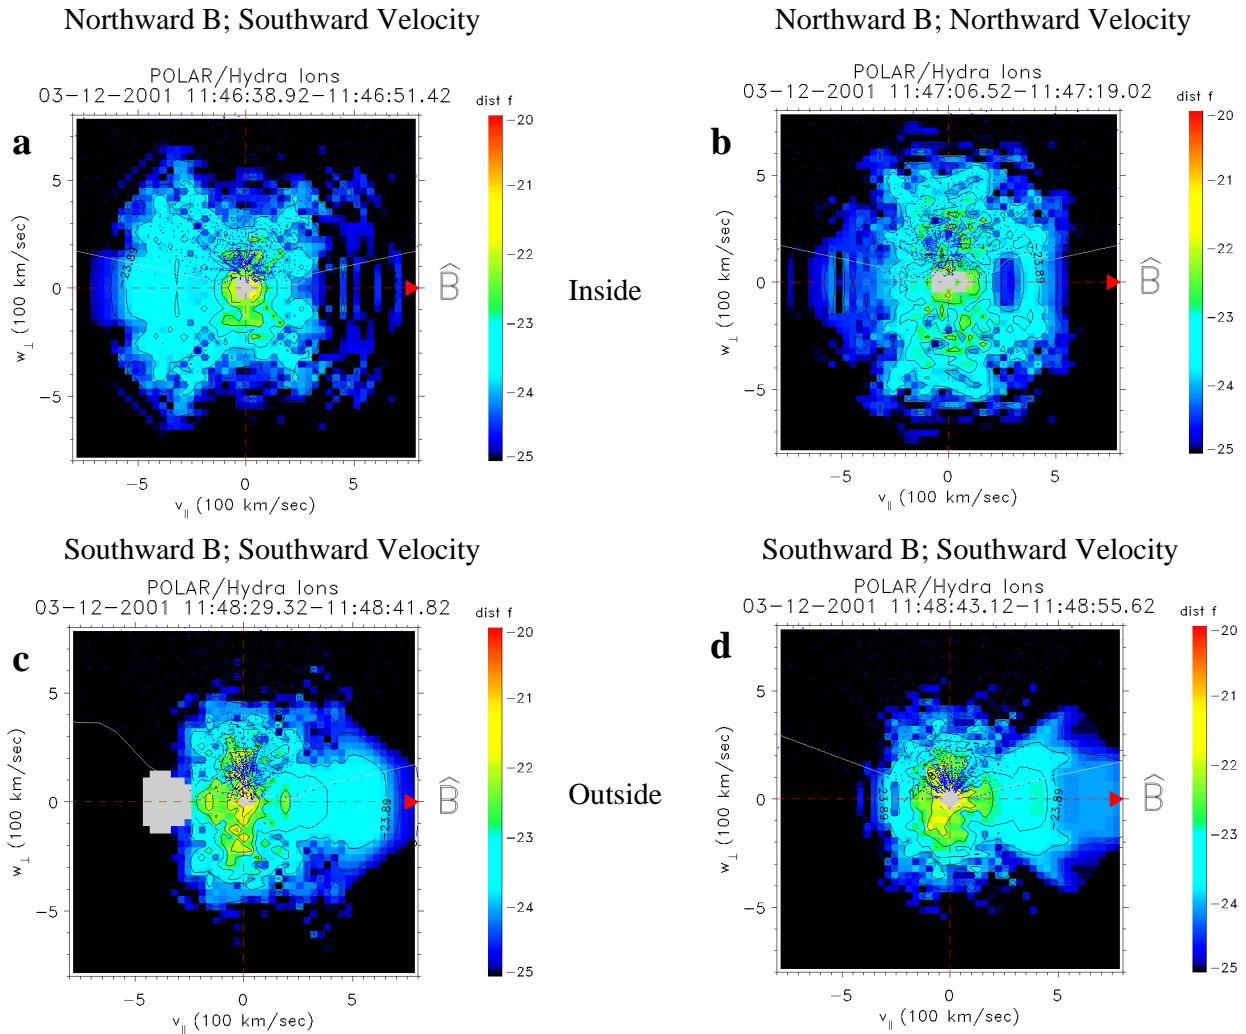 Northward B; Southward Velocity
POLAR/Hydra Ions
03-12-2001 11:46:38.92-11:46:51.42
dist f
a
5
0
-5
w⊥ (100 km/sec)
-23.89
-5 0 5
v∥ (100 km/sec)
B̂
-20
-21
-22
-23
-24
-25
Inside
Northward B; Northward Velocity
POLAR/Hydra Ions
03-12-2001 11:47:06.52-11:47:19.02
dist f
b
5
0
-5
w⊥ (100 km/sec)
-23.89
-5 0 5
v∥ (100 km/sec)
B̂
-20
-21
-22
-23
-24
-25
Southward B; Southward Velocity
POLAR/Hydra Ions
03-12-2001 11:48:29.32-11:48:41.82
dist f
c
5
0
-5
w⊥ (100 km/sec)
-23.89
-5 0 5
v∥ (100 km/sec)
B̂
-20
-21
-22
-23
-24
-25
Outside
Southward B; Southward Velocity
POLAR/Hydra Ions
03-12-2001 11:48:43.12-11:48:55.62
dist f
d
5
0
-5
w⊥ (100 km/sec)
-23.89
-23.89
-5 0 5
v∥ (100 km/sec)
B̂
-20
-21
-22
-23
-24
-25